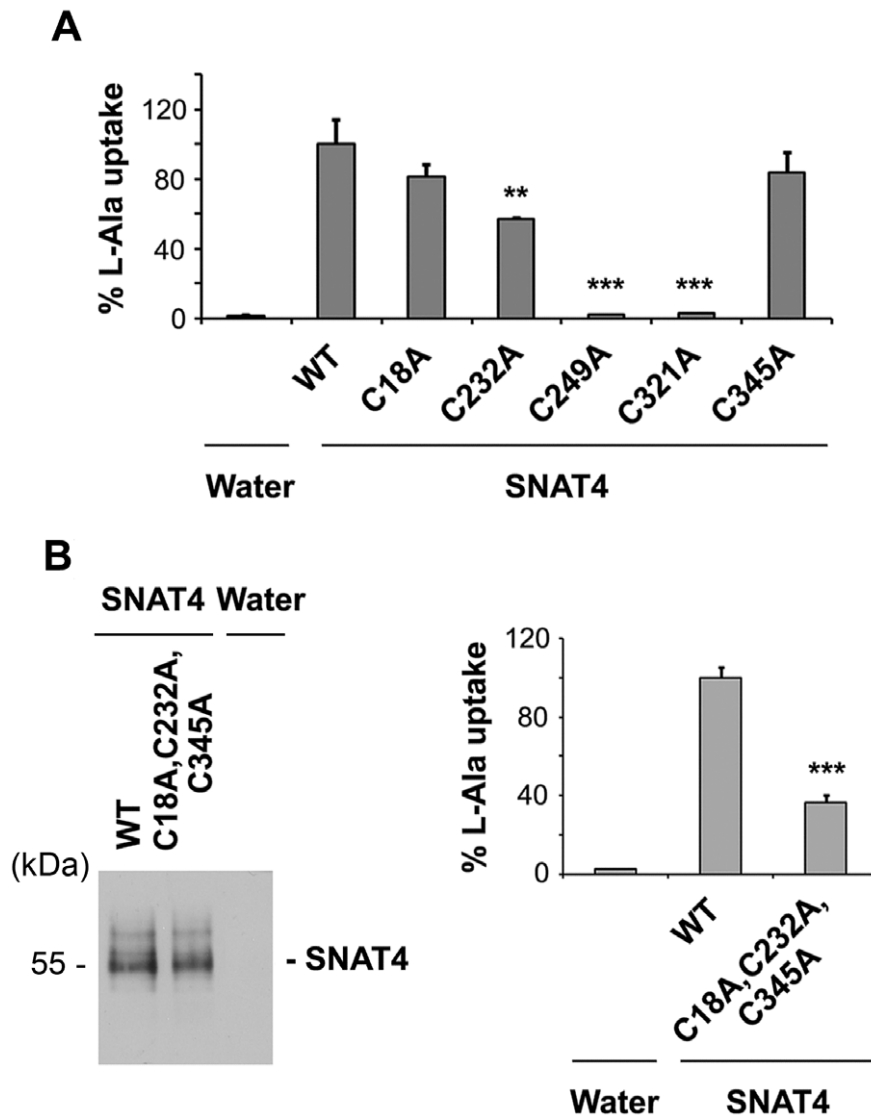 A
% L-Ala uptake
120
80
40
0
**
***
***
WT
C18A
C232A
C249A
C321A
C345A
Water
SNAT4
B
SNAT4 Water
WT
C18A,C232A,
C345A
(kDa)
55 -
- SNAT4
% L-Ala uptake
120
80
40
0
***
WT
C18A,C232A,
C345A
Water
SNAT4